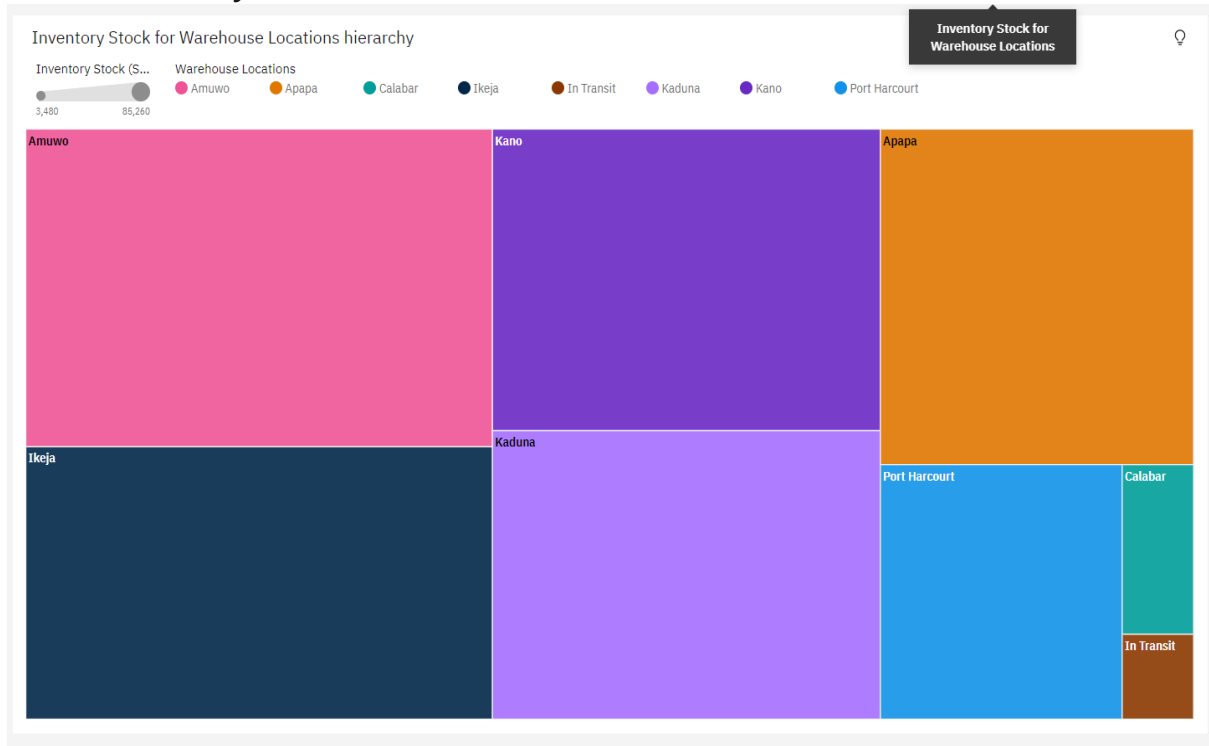 Inventory Stock for
Warehouse Locations
Inventory Stock for Warehouse Locations hierarchy
Inventory Stock (S...
Warehouse Locations
Amuwo
Apapa
Calabar
Ikeja
In Transit
Kaduna
Kano
Port Harcourt
3,480
85,260
Amuwo
Kano
Apapa
Kaduna
Ikeja
Port Harcourt
Calabar
In Transit